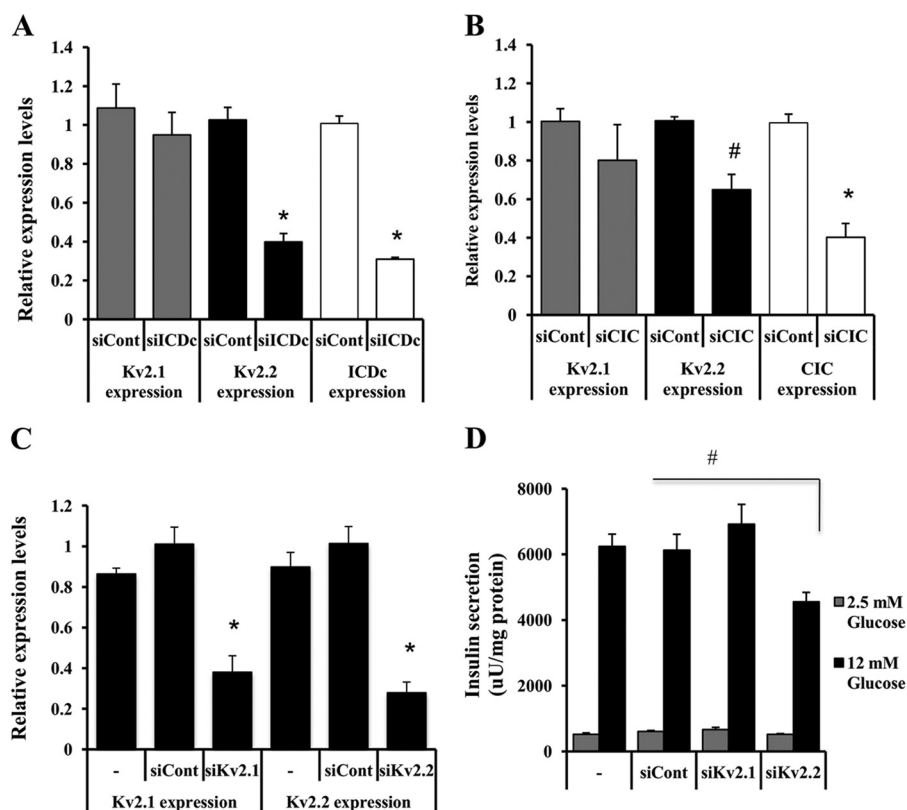 A
Relative expression levels
1.4
1.2
1
0.8
0.6
0.4
0.2
0
*
*
siCont siICDc siCont siICDc siCont siICDc
Kv2.1 expression
Kv2.2 expression
ICDc expression
B
Relative expression levels
1.4
1.2
1
0.8
0.6
0.4
0.2
0
#
*
siCont siCIC siCont siCIC siCont siCIC
Kv2.1 expression
Kv2.2 expression
CIC expression
C
Relative expression levels
1.2
1
0.8
0.6
0.4
0.2
0
*
*
- siCont siKv2.1 - siCont siKv2.2
Kv2.1 expression Kv2.2 expression
D
#
Insulin secretion
(uU/mg protein)
8000
6000
4000
2000
0
2.5 mM
Glucose
12 mM
Glucose
- siCont siKv2.1 siKv2.2